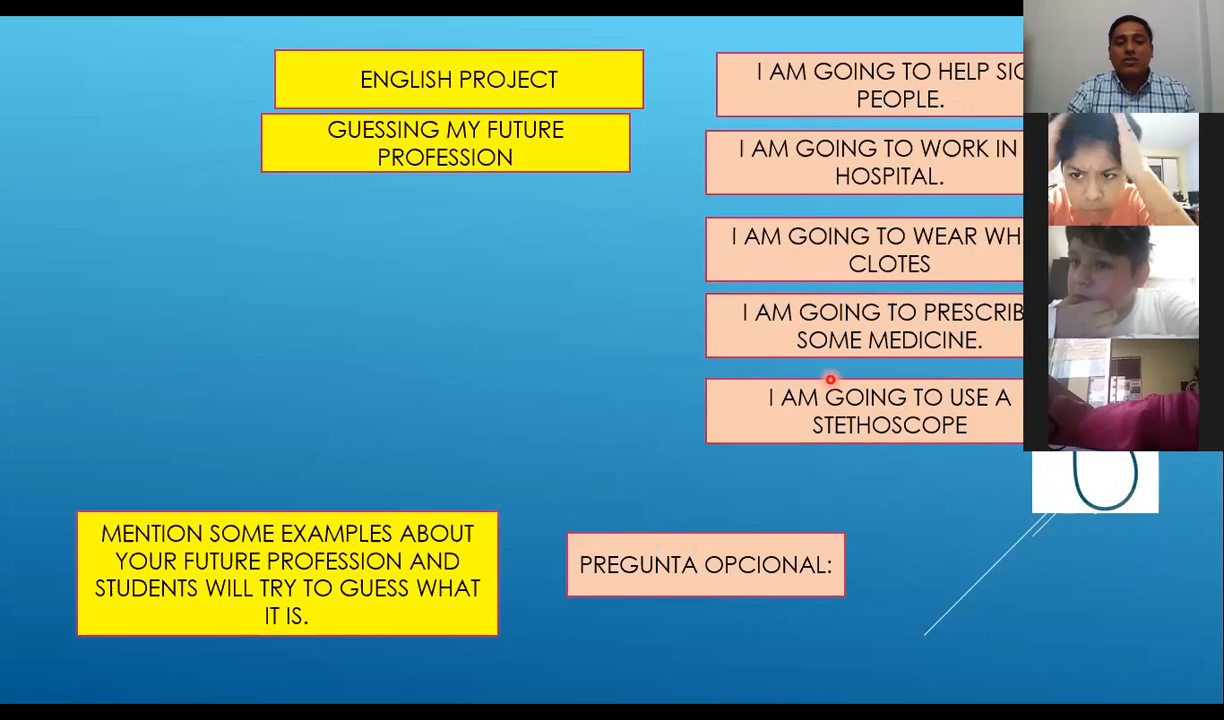 ENGLISH PROJECT
GUESSING MY FUTURE
PROFESSION
I AM GOING TO HELP
PEOPLE.
I AM GOING TO WORK IN
HOSPITAL.
I AM GOING TO WEAR
CLOTES
I AM GOING TO
SOME MEDICINE.
I AM GOING TO USE A
STETHOSCOPE
MENTION SOME EXAMPLES ABOUT
YOUR FUTURE PROFESSION AND
STUDENTS WILL TRY TO GUESS WHAT
IT IS.
PREGUNTA OPCIONAL: